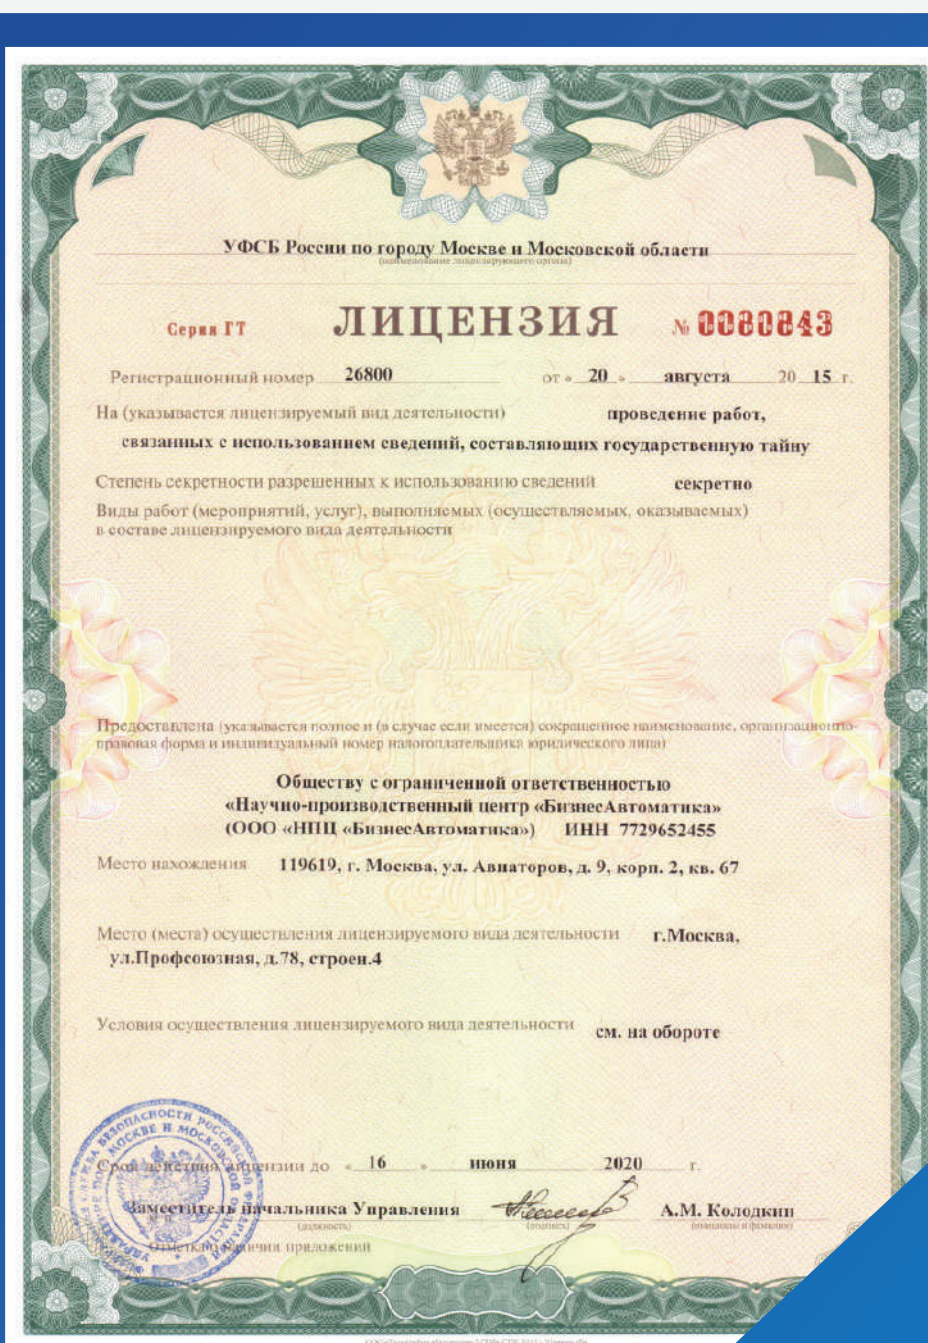 УФСБ России по городу Москве и Московской области
(наименование лицензирующего органа)
Серия ГТ ЛИЦЕНЗИЯ № 0080843
Регистрационный номер 26800 от « 20 » августа 20 15 г.
На (указывается лицензируемый вид деятельности) проведение работ,
связанных с использованием сведений, составляющих государственную тайну
Степень секретности разрешенных к использованию сведений секретно
Виды работ (мероприятий, услуг), выполняемых (осуществляемых, оказываемых)
в составе лицензируемого вида деятельности
Предоставлена (указывается полное и (в случае если имеется) сокращенное наименование, организационно-
правовая форма и индивидуальный номер налогоплательщика юридического лица)
Обществу с ограниченной ответственностью
«Научно-производственный центр «БизнесАвтоматика»
(ООО «НПЦ «БизнесАвтоматика») ИНН 7729652455
Место нахождения 119619, г. Москва, ул. Авиаторов, д. 9, корп. 2, кв. 67
Место (места) осуществления лицензируемого вида деятельности г.Москва,
ул.Профсоюзная, д.78, строен.4
Условия осуществления лицензируемого вида деятельности см. на обороте
Срок действия лицензии до « 16 » июня 2020 г.
Заместитель начальника Управления А.М. Колодкин
(должность) (подпись) (инициалы и фамилия)
Отметка о наличии приложений